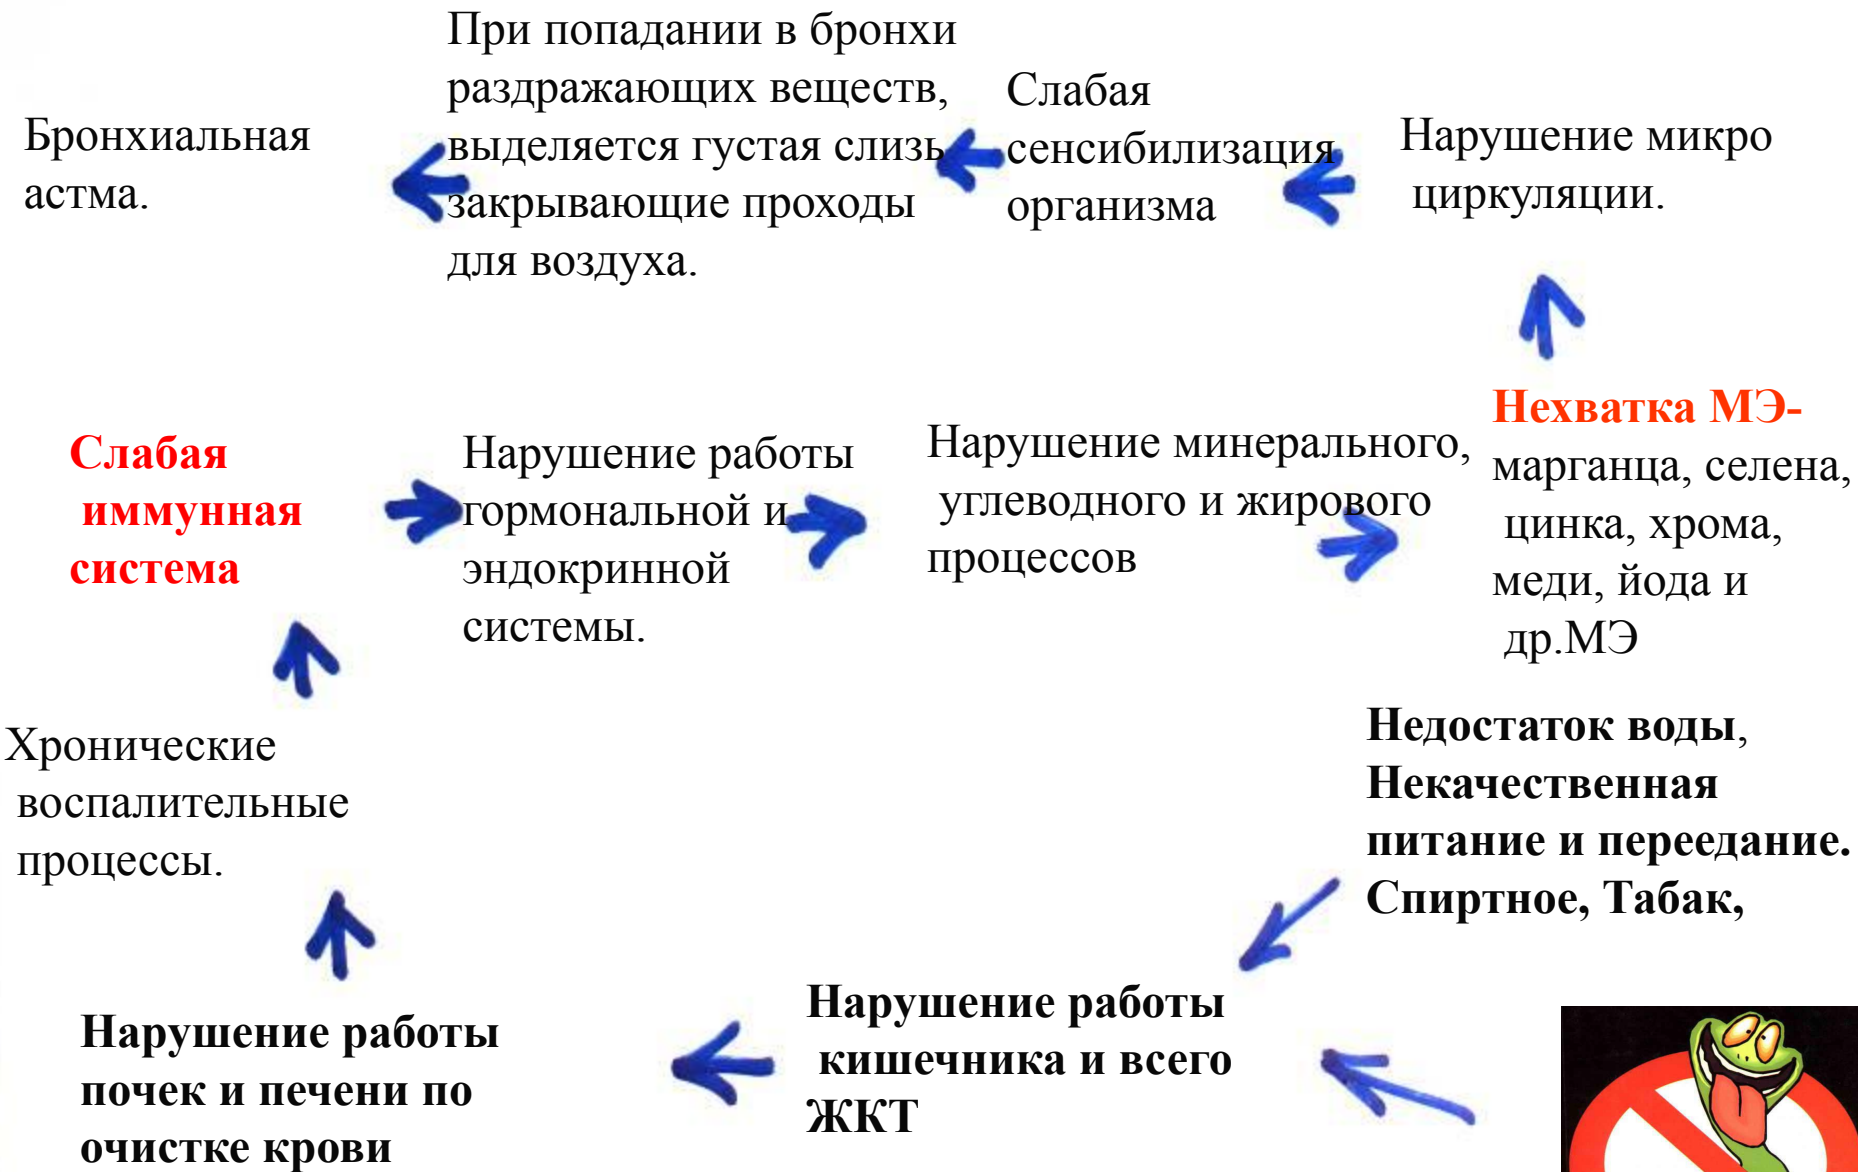 При попадании в бронхи
раздражающих веществ,
выделяется густая слизь
закрывающие проходы
для воздуха.
Слабая
сенсибилизация
организма
Бронхиальная
астма.
Нарушение микро
циркуляции.
Слабая
иммунная
система
Нарушение работы
гормональной и
эндокринной
системы.
Нарушение минерального,
углеводного и жирового
процессов
Нехватка МЭ-
марганца, селена,
цинка, хрома,
меди, йода и
др.МЭ
Хронические
воспалительные
процессы.
Недостаток воды,
Некачественная
питание и переедание.
Спиртное, Табак,
Нарушение работы
почек и печени по
очистке крови
Нарушение работы
кишечника и всего
ЖКТ